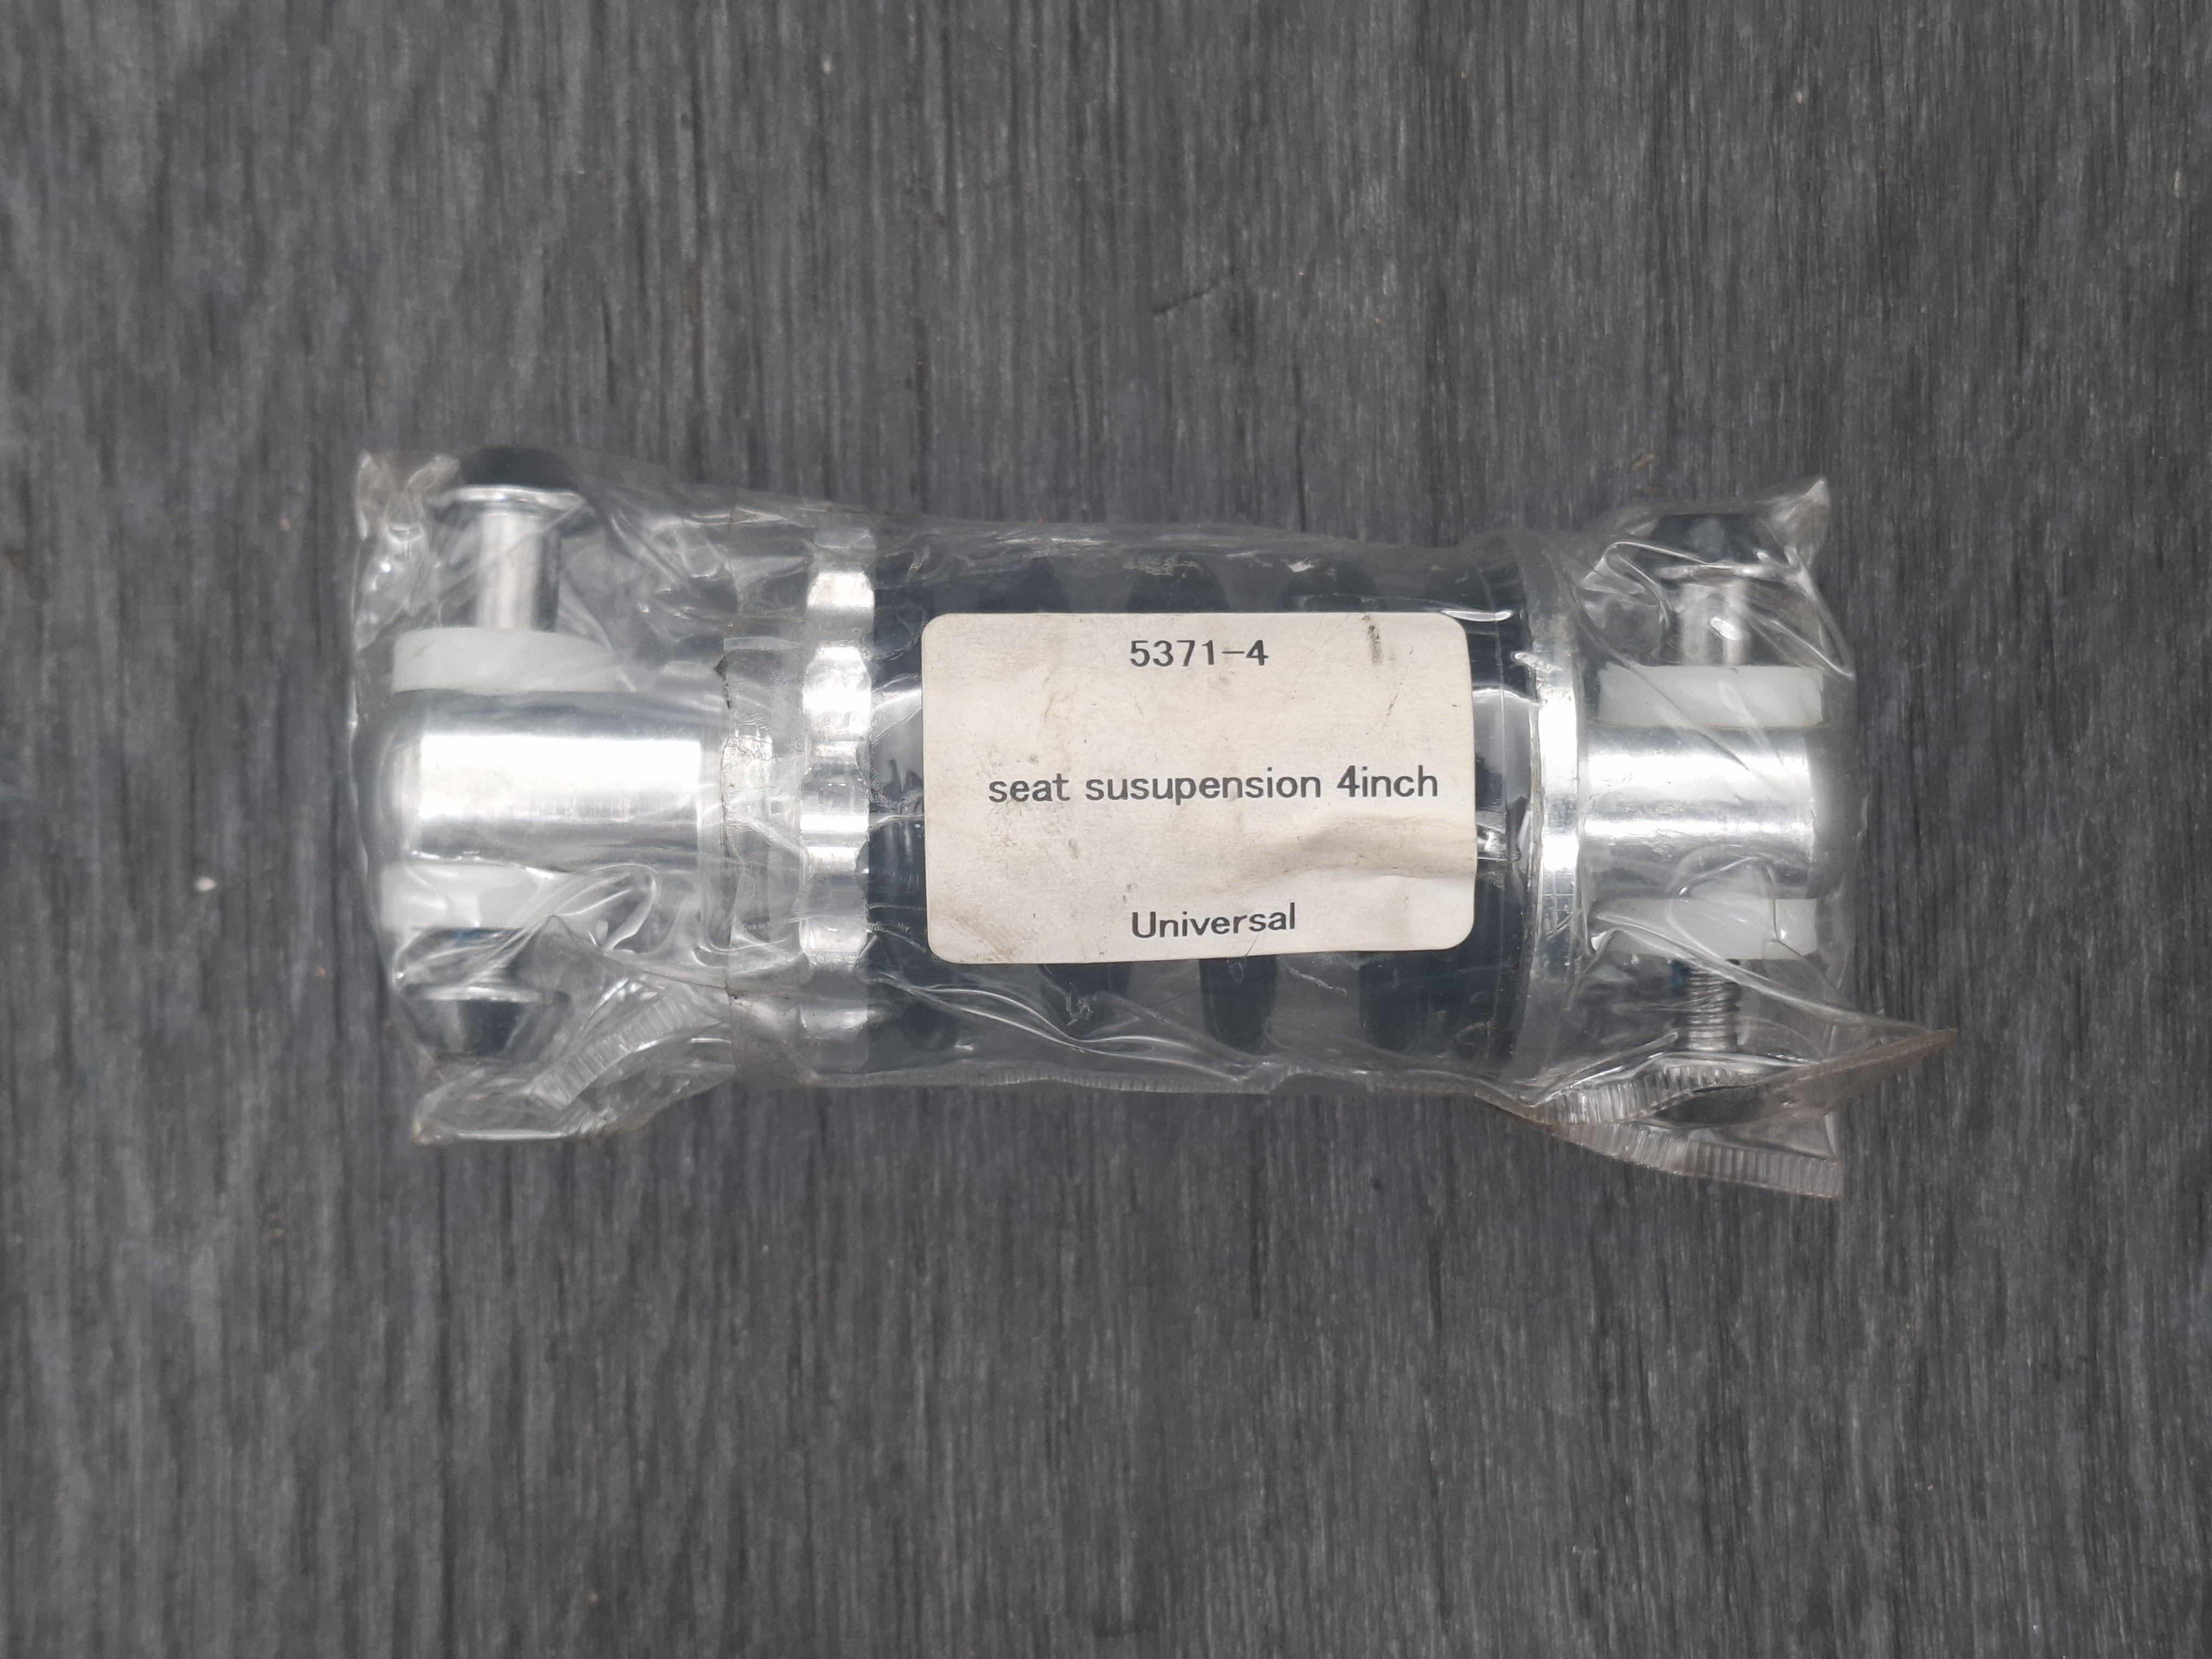 5371-4
seat susupension 4inch
Universal